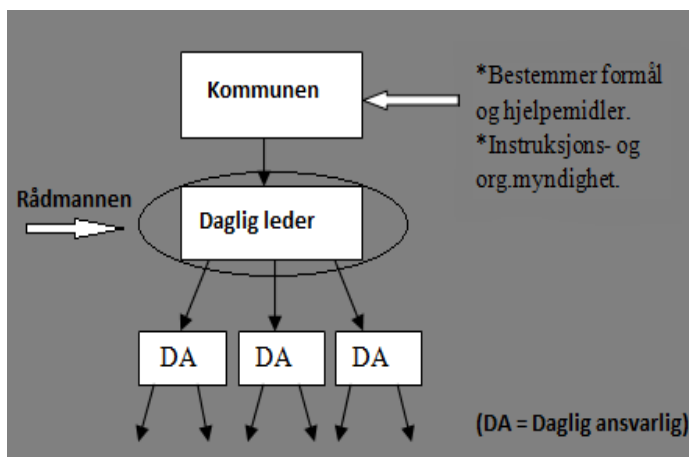 Kommunen
*Bestemmer formål
og hjelpemidler.
*Instruksjons- og
org.myndighet.
Rådmannen
Daglig leder
DA
DA
DA
(DA = Daglig ansvarlig)